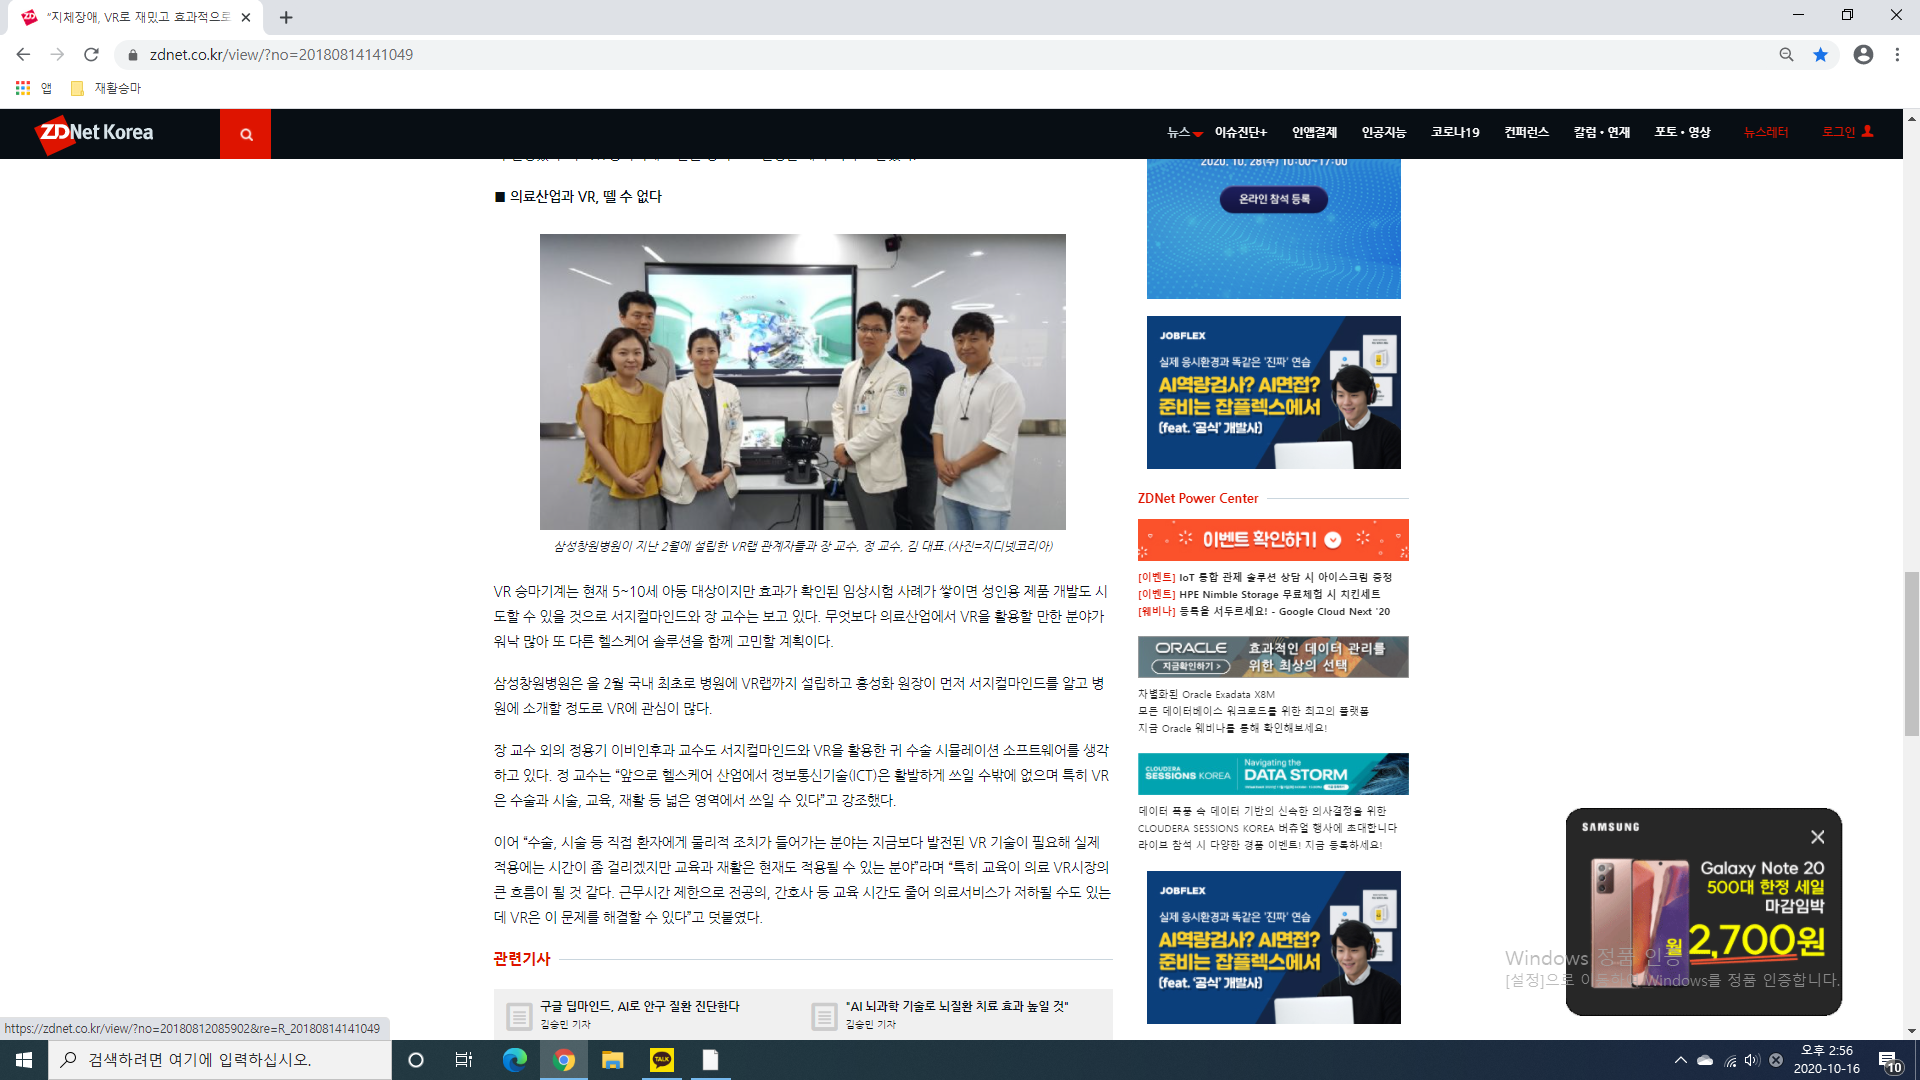 "지체장애, VR로 재밌고 효과적으로
zdnet.co.kr/view/?no=20180814141049
앱
재활승마
ZDNet Korea
뉴스
이슈진단+
인앱결제
인공지능
코로나19
컨퍼런스
칼럼・연재
포토・영상
뉴스레터
로그인
■ 의료산업과 VR, 뗄 수 없다
삼성창원병원이 지난 2월에 설립한 VR랩 관계자들과 장 교수, 정 교수, 김 대표.(사진=지디넷코리아)
VR 승마기계는 현재 5~10세 아동 대상이지만 효과가 확인된 임상시험 사례가 쌓이면 성인용 제품 개발도 시
도할 수 있을 것으로 서지컬마인드와 장 교수는 보고 있다. 무엇보다 의료산업에서 VR을 활용할 만한 분야가
워낙 많아 또 다른 헬스케어 솔루션을 함께 고민할 계획이다.
삼성창원병원은 올 2월 국내 최초로 병원에 VR랩까지 설립하고 홍성화 원장이 먼저 서지컬마인드를 알고 병
원에 소개할 정도로 VR에 관심이 많다.
장 교수 외의 정용기 이비인후과 교수도 서지컬마인드와 VR을 활용한 귀 수술 시뮬레이션 소프트웨어를 생각
하고 있다. 정 교수는 “앞으로 헬스케어 산업에서 정보통신기술(ICT)은 활발하게 쓰일 수밖에 없으며 특히 VR
은 수술과 시술, 교육, 재활 등 넓은 영역에서 쓰일 수 있다”고 강조했다.
이어 “수술, 시술 등 직접 환자에게 물리적 조치가 들어가는 분야는 지금보다 발전된 VR 기술이 필요해 실제
적용에는 시간이 좀 걸리겠지만 교육과 재활은 현재도 적용될 수 있는 분야”라며 “특히 교육이 의료 VR시장의
큰 흐름이 될 것 같다. 근무시간 제한으로 전공의, 간호사 등 교육 시간도 줄어 의료서비스가 저하될 수도 있는
데 VR은 이 문제를 해결할 수 있다”고 덧붙였다.
관련기사
구글 딥마인드, AI로 안구 질환 진단한다
김승민 기자
"AI 뇌과학 기술로 뇌질환 치료 효과 높일 것"
김승민 기자
2020. 10. 28(수) 10:00~17:00
온라인 참석 등록
JOBFLEX
실제 응시환경과 똑같은 '진짜' 연습
AI역량검사? AI면접?
준비는 잡플렉스에서
(feat. '공식' 개발사)
ZDNet Power Center
이벤트 확인하기
[이벤트] IoT 통합 관제 솔루션 상담 시 아이스크림 증정
[이벤트] HPE Nimble Storage 무료체험 시 치킨세트
[웨비나] 등록을 서두르세요! - Google Cloud Next '20
ORACLE 효과적인 데이터 관리를
지금확인하기 > 위한 최상의 선택
차별화된 Oracle Exadata X8M
모든 데이터베이스 워크로드를 위한 최고의 플랫폼
지금 Oracle 웨비나를 통해 확인해보세요!
CLOUDERA
SESSIONS KOREA
Navigating the
DATA STORM
데이터 폭풍 속 데이터 기반의 신속한 의사결정을 위한
CLOUDERA SESSIONS KOREA 버츄얼 행사에 초대합니다
라이브 참석 시 다양한 경품 이벤트! 지금 등록하세요!
JOBFLEX
실제 응시환경과 똑같은 '진짜' 연습
AI역량검사? AI면접?
준비는 잡플렉스에서
(feat. '공식' 개발사)
SAMSUNG
Galaxy Note 20
500대 한정 세일
마감임박
월 2,700원
Windows 정품 인증
[설정]으로 이동하여 Windows를 정품 인증합니다.
https://zdnet.co.kr/view/?no=20180812085902&re=R_20180814141049
검색하려면 여기에 입력하십시오.
TALK
오후 2:56
2020-10-16
10